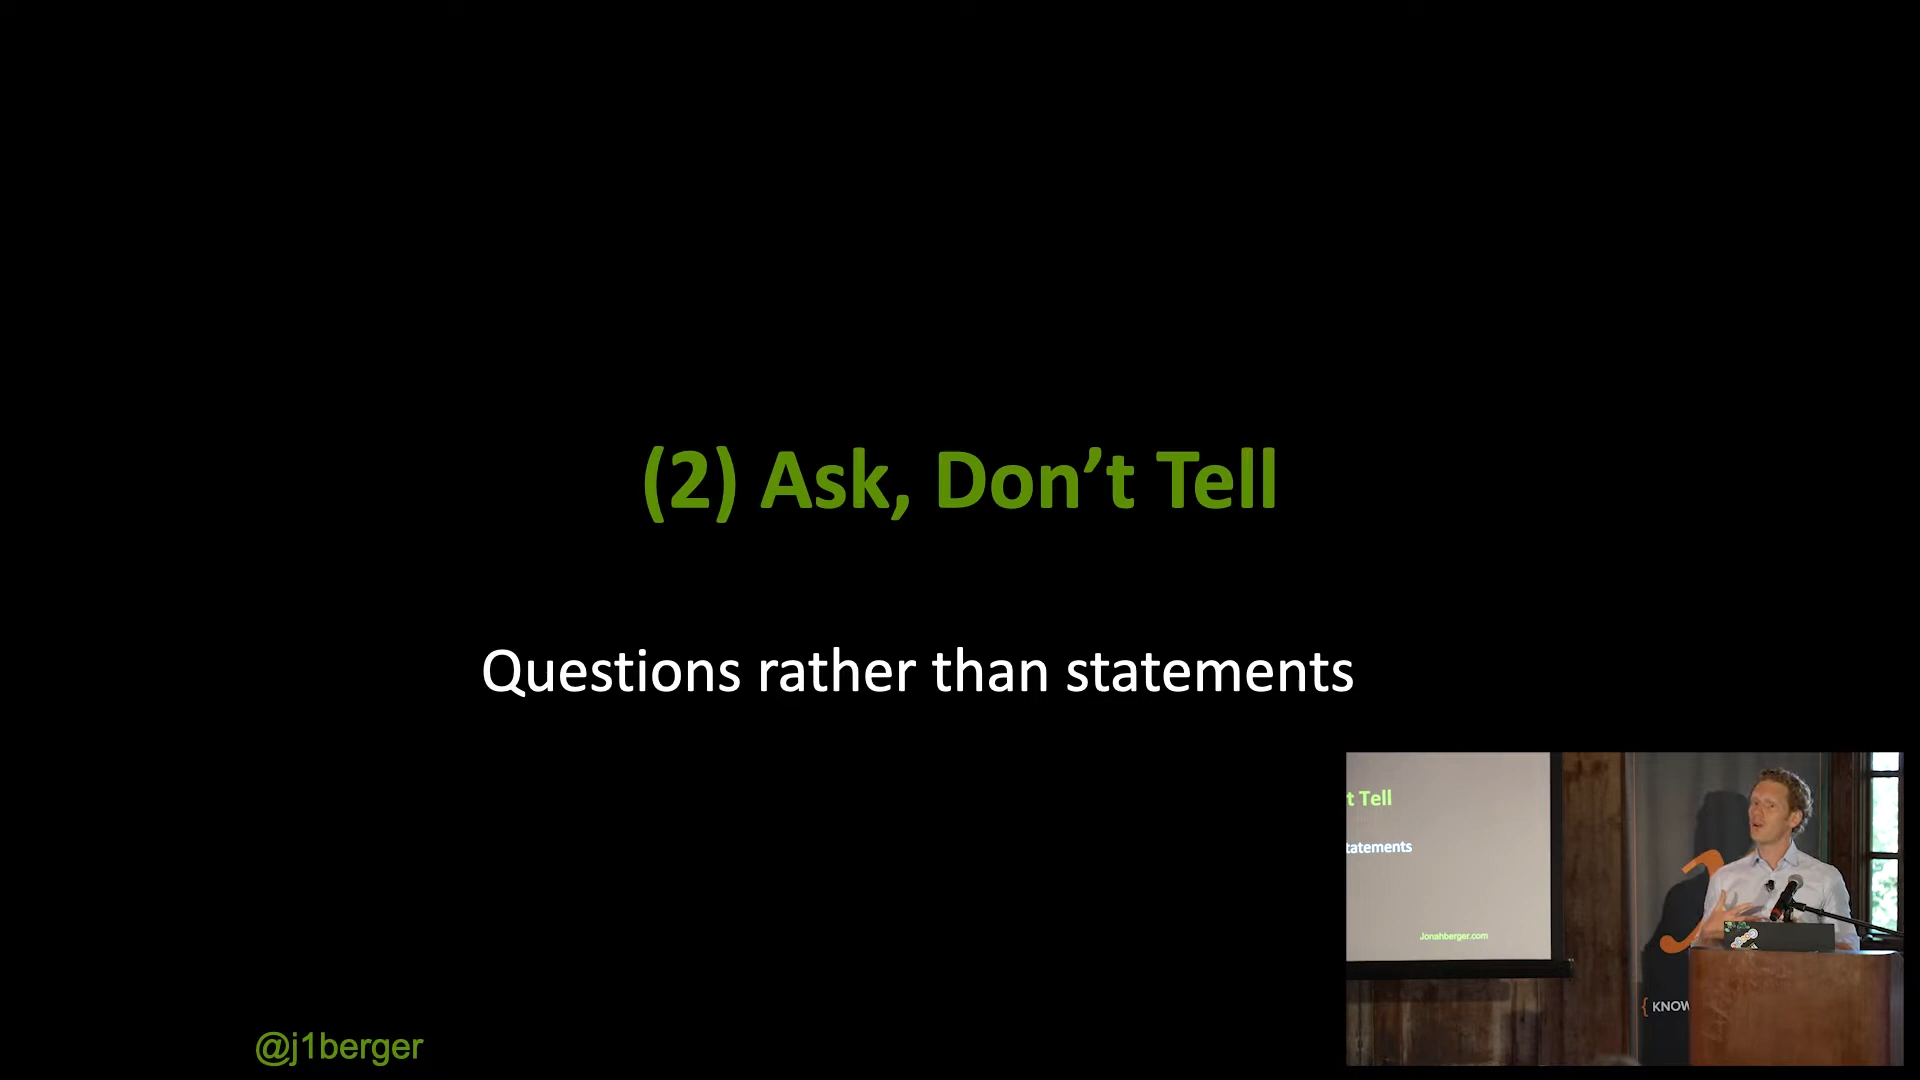 (2) Ask, Don’t Tell
Questions rather than statements
t Tell
tatements
Jonahberger.com
{ KNOW
@j1berger